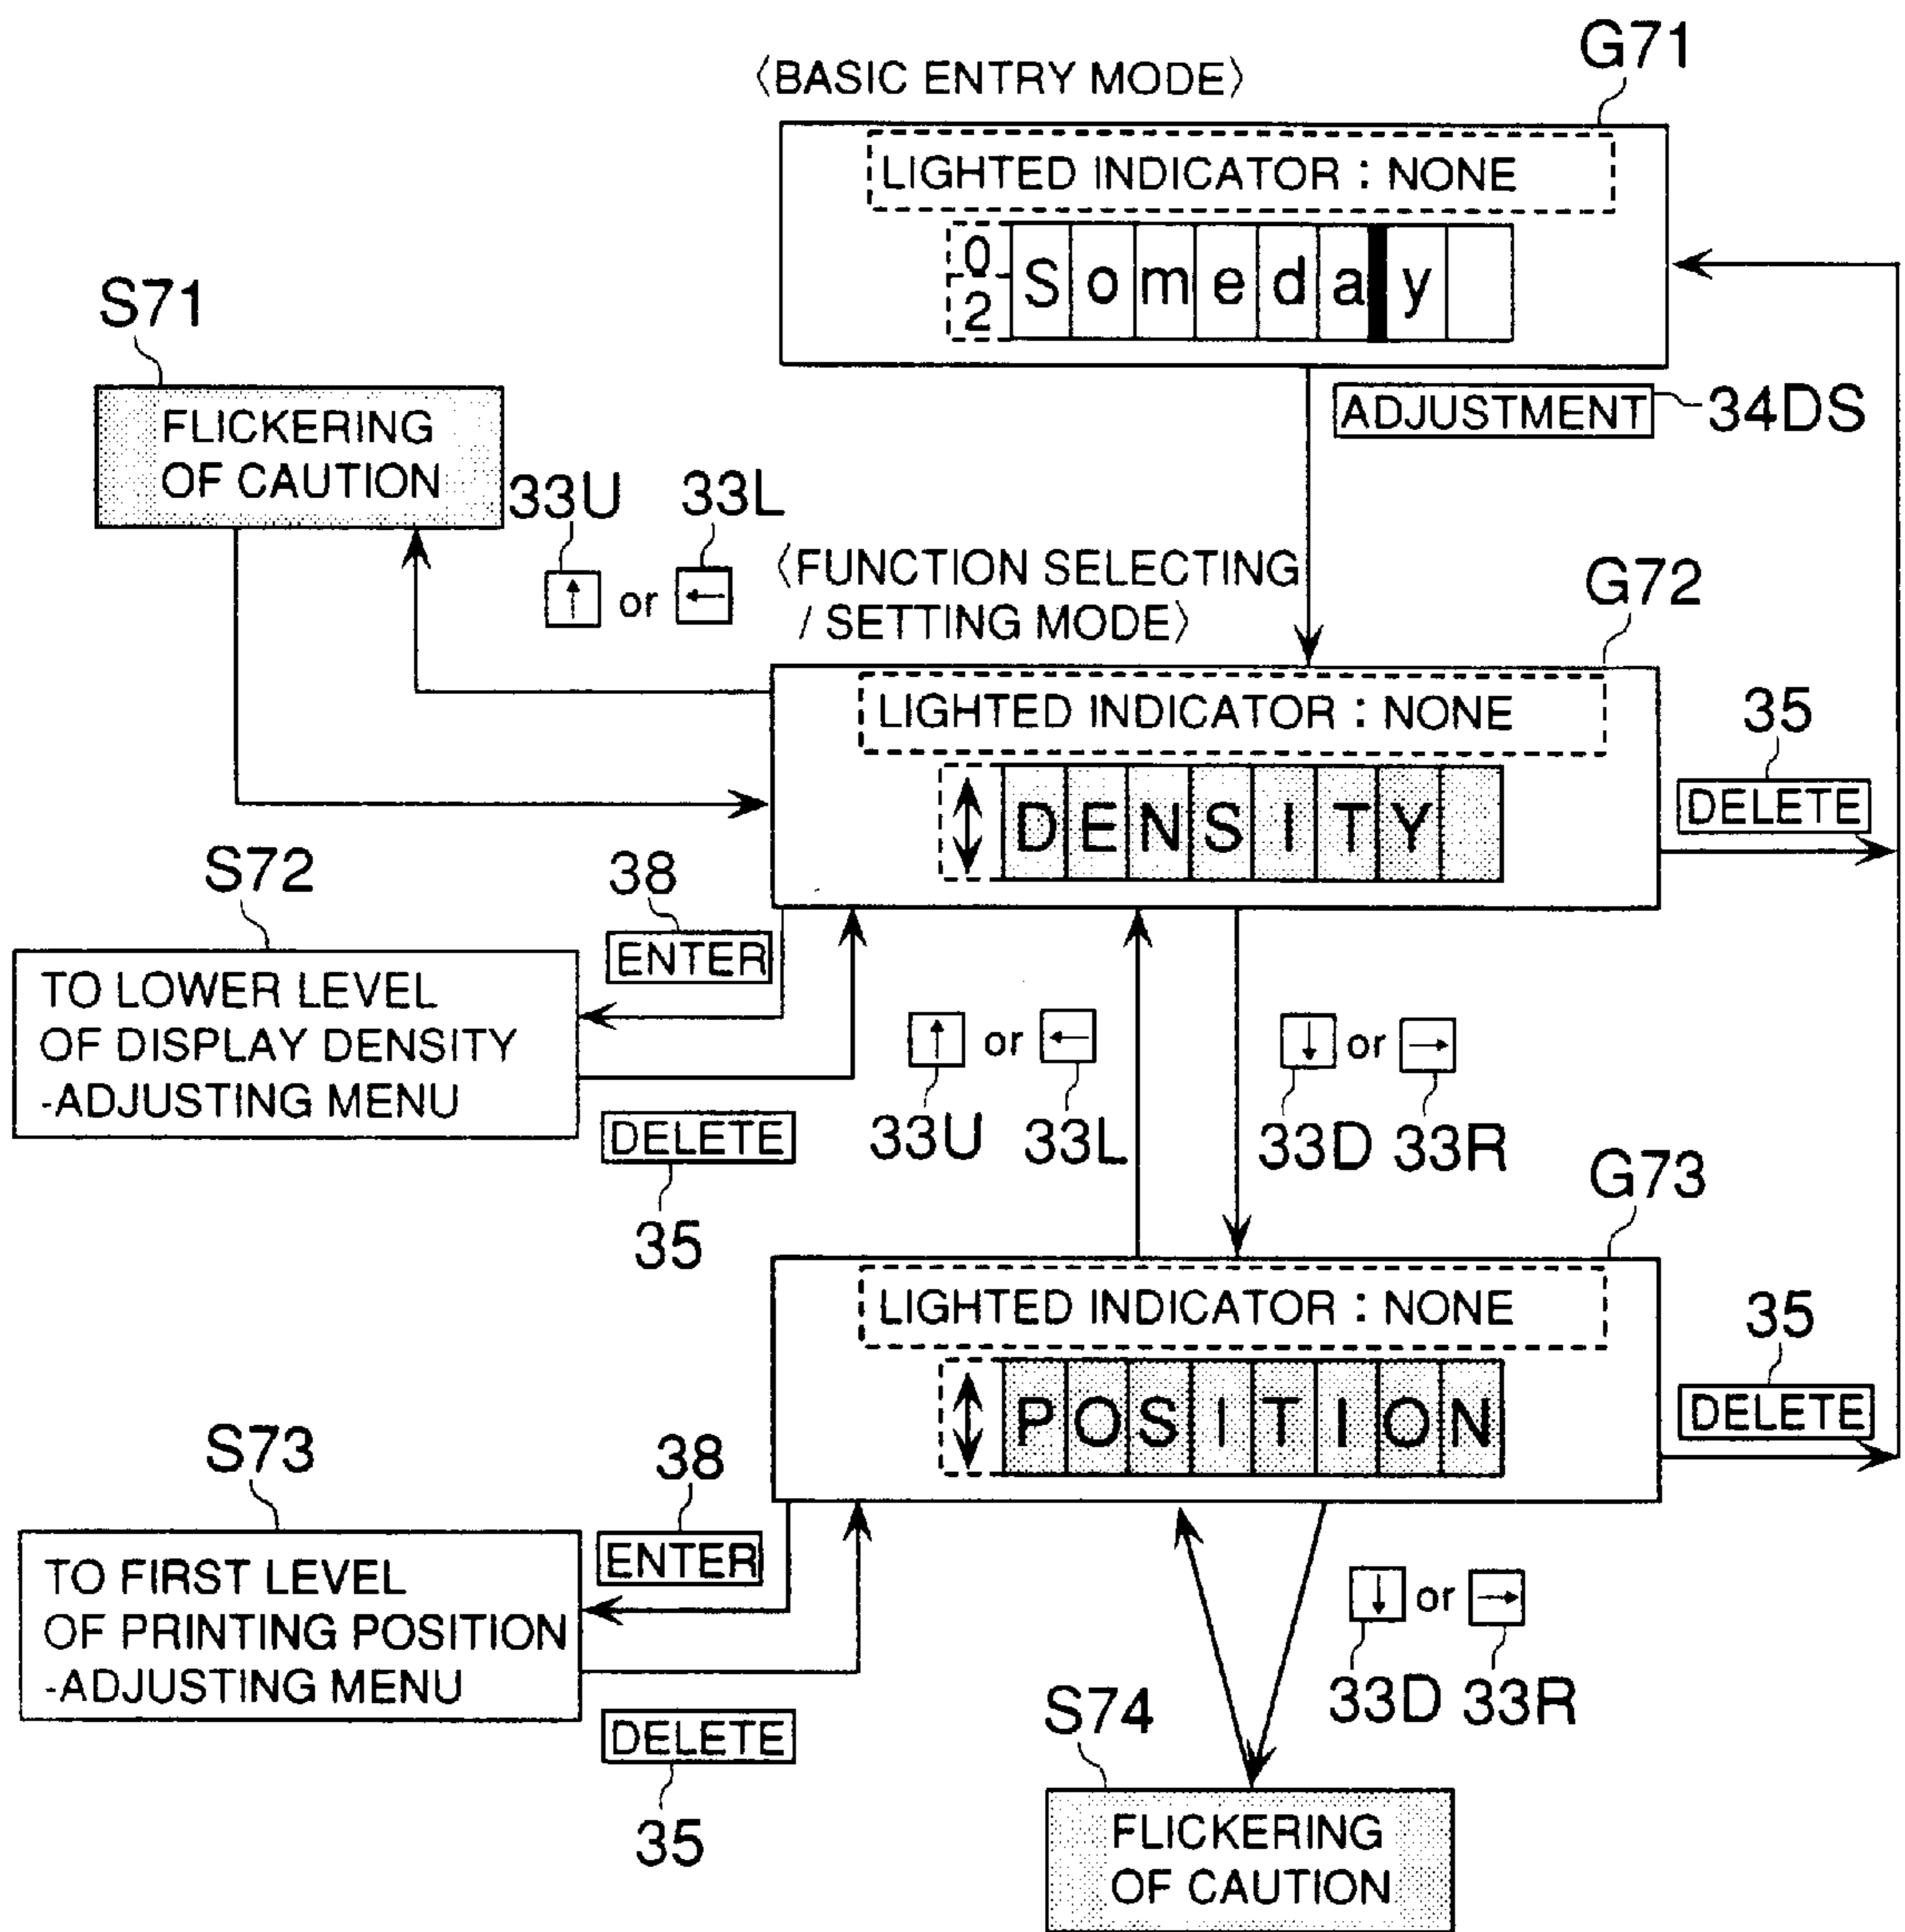 G71
〈BASIC ENTRY MODE〉
LIGHTED INDICATOR : NONE
0
2
Someday
S71
FLICKERING
OF CAUTION
ADJUSTMENT 34DS
33U 33L
↑ or ←
〈FUNCTION SELECTING
/ SETTING MODE〉
G72
LIGHTED INDICATOR : NONE
↕ DENSITY
35
DELETE
S72
38
ENTER
TO LOWER LEVEL
OF DISPLAY DENSITY
-ADJUSTING MENU
DELETE
35
↑ or ←
33U 33L
↓ or →
33D 33R
G73
LIGHTED INDICATOR : NONE
↕ POSITION
35
DELETE
S73
38
ENTER
TO FIRST LEVEL
OF PRINTING POSITION
-ADJUSTING MENU
DELETE
35
↓ or →
33D 33R
S74
FLICKERING
OF CAUTION